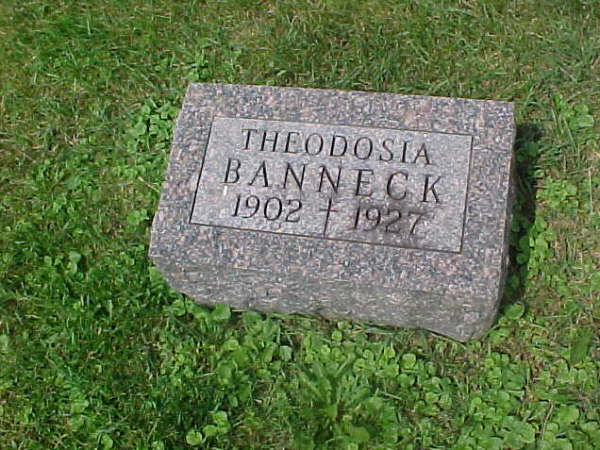 THEODOSIA
BANNECK
1902 † 1927